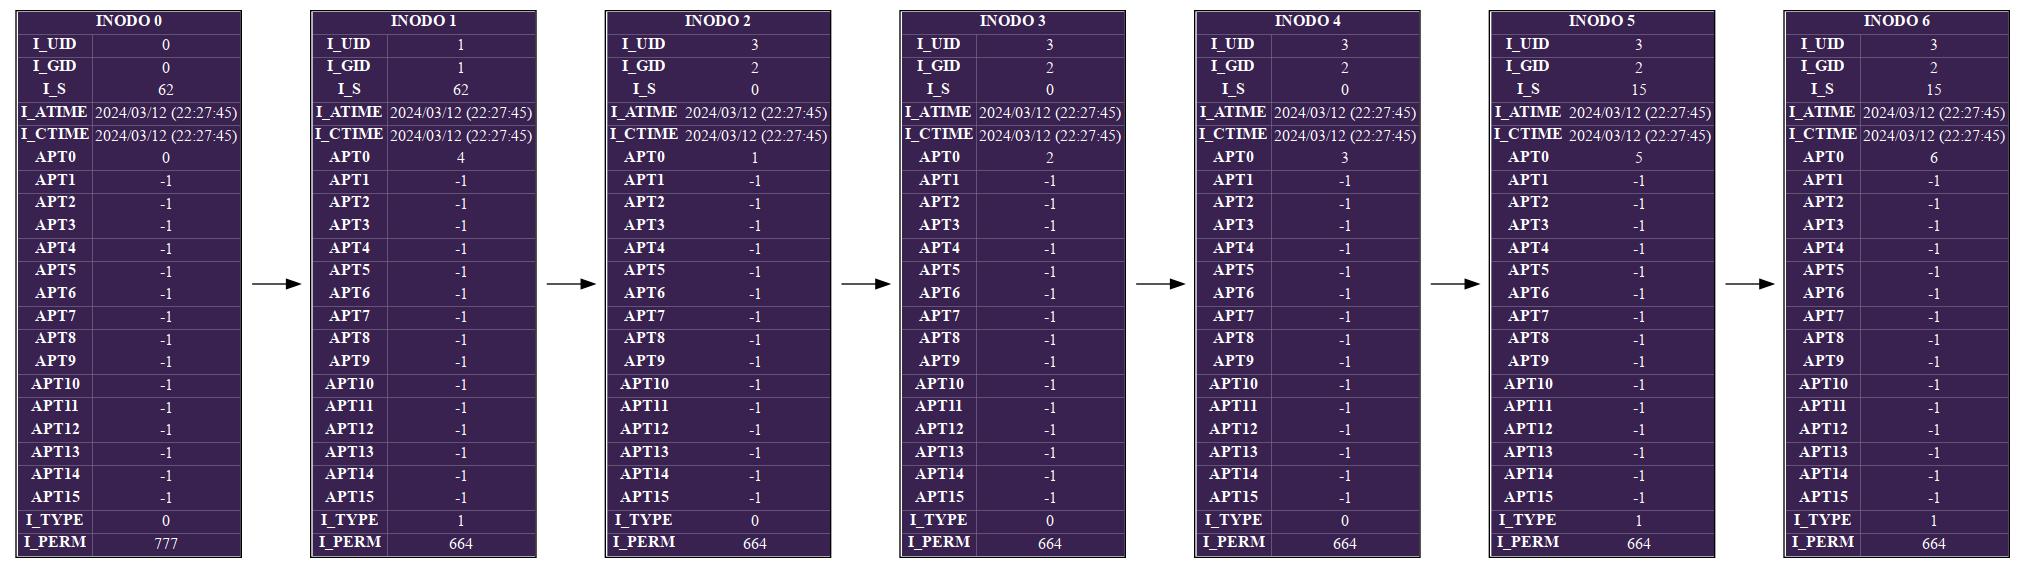 INODO 0
I_UID 0
I_GID 0
I_S 62
I_ATIME 2024/03/12 (22:27:45)
I_CTIME 2024/03/12 (22:27:45)
APT0 0
APT1 -1
APT2 -1
APT3 -1
APT4 -1
APT5 -1
APT6 -1
APT7 -1
APT8 -1
APT9 -1
APT10 -1
APT11 -1
APT12 -1
APT13 -1
APT14 -1
APT15 -1
I_TYPE 0
I_PERM 777
INODO 1
I_UID 1
I_GID 1
I_S 62
I_ATIME 2024/03/12 (22:27:45)
I_CTIME 2024/03/12 (22:27:45)
APT0 4
APT1 -1
APT2 -1
APT3 -1
APT4 -1
APT5 -1
APT6 -1
APT7 -1
APT8 -1
APT9 -1
APT10 -1
APT11 -1
APT12 -1
APT13 -1
APT14 -1
APT15 -1
I_TYPE 1
I_PERM 664
INODO 2
I_UID 3
I_GID 2
I_S 0
I_ATIME 2024/03/12 (22:27:45)
I_CTIME 2024/03/12 (22:27:45)
APT0 1
APT1 -1
APT2 -1
APT3 -1
APT4 -1
APT5 -1
APT6 -1
APT7 -1
APT8 -1
APT9 -1
APT10 -1
APT11 -1
APT12 -1
APT13 -1
APT14 -1
APT15 -1
I_TYPE 0
I_PERM 664
INODO 3
I_UID 3
I_GID 2
I_S 0
I_ATIME 2024/03/12 (22:27:45)
I_CTIME 2024/03/12 (22:27:45)
APT0 2
APT1 -1
APT2 -1
APT3 -1
APT4 -1
APT5 -1
APT6 -1
APT7 -1
APT8 -1
APT9 -1
APT10 -1
APT11 -1
APT12 -1
APT13 -1
APT14 -1
APT15 -1
I_TYPE 0
I_PERM 664
INODO 4
I_UID 3
I_GID 2
I_S 0
I_ATIME 2024/03/12 (22:27:45)
I_CTIME 2024/03/12 (22:27:45)
APT0 3
APT1 -1
APT2 -1
APT3 -1
APT4 -1
APT5 -1
APT6 -1
APT7 -1
APT8 -1
APT9 -1
APT10 -1
APT11 -1
APT12 -1
APT13 -1
APT14 -1
APT15 -1
I_TYPE 0
I_PERM 664
INODO 5
I_UID 3
I_GID 2
I_S 15
I_ATIME 2024/03/12 (22:27:45)
I_CTIME 2024/03/12 (22:27:45)
APT0 5
APT1 -1
APT2 -1
APT3 -1
APT4 -1
APT5 -1
APT6 -1
APT7 -1
APT8 -1
APT9 -1
APT10 -1
APT11 -1
APT12 -1
APT13 -1
APT14 -1
APT15 -1
I_TYPE 1
I_PERM 664
INODO 6
I_UID 3
I_GID 2
I_S 15
I_ATIME 2024/03/12 (22:27:45)
I_CTIME 2024/03/12 (22:27:45)
APT0 6
APT1 -1
APT2 -1
APT3 -1
APT4 -1
APT5 -1
APT6 -1
APT7 -1
APT8 -1
APT9 -1
APT10 -1
APT11 -1
APT12 -1
APT13 -1
APT14 -1
APT15 -1
I_TYPE 1
I_PERM 664